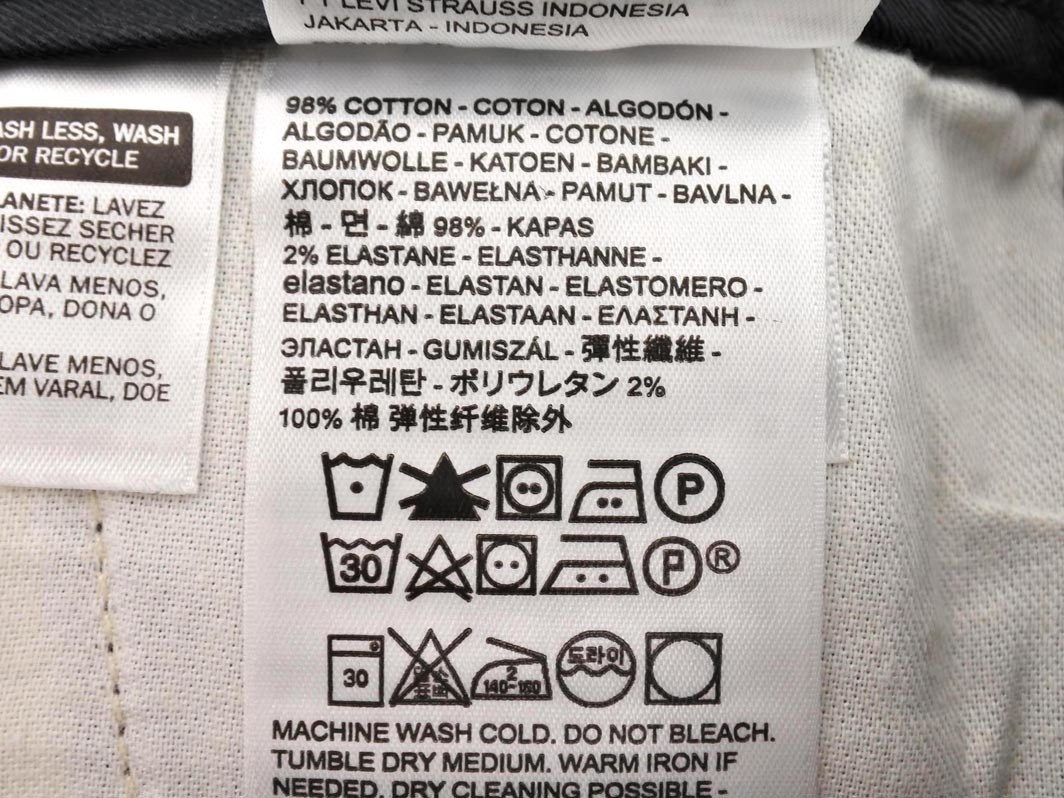 PT LEVI STRAUSS INDONESIA
JAKARTA - INDONESIA
ASH LESS, WASH
OR RECYCLE
ANETE: LAVEZ
ISSEZ SECHER
OU RECYCLEZ
LAVA MENOS,
OPA, DONA O
LAVE MENOS,
EM VARAL, DOE
98% COTTON - COTON - ALGODÓN -
ALGODÃO - PAMUK - COTONE -
BAUMWOLLE - KATOEN - BAMBAKI -
ХЛОПОК - BAWEŁNA - PAMUT - BAVLNA -
棉 - 면 - 綿 98% - KAPAS
2% ELASTANE - ELASTHANNE -
elastano - ELASTAN - ELASTOMERO -
ELASTHAN - ELASTAAN - ΕΛΑΣΤΑΝΗ -
ЭЛАСТАН - GUMISZÁL - 彈性纖維 -
폴리우레탄 - ポリウレタン 2%
100% 棉 弹性纤维除外
P
30 P ®
30 2 140~160 드라이
MACHINE WASH COLD. DO NOT BLEACH.
TUMBLE DRY MEDIUM. WARM IRON IF
NEEDED. DRY CLEANING POSSIBLE -